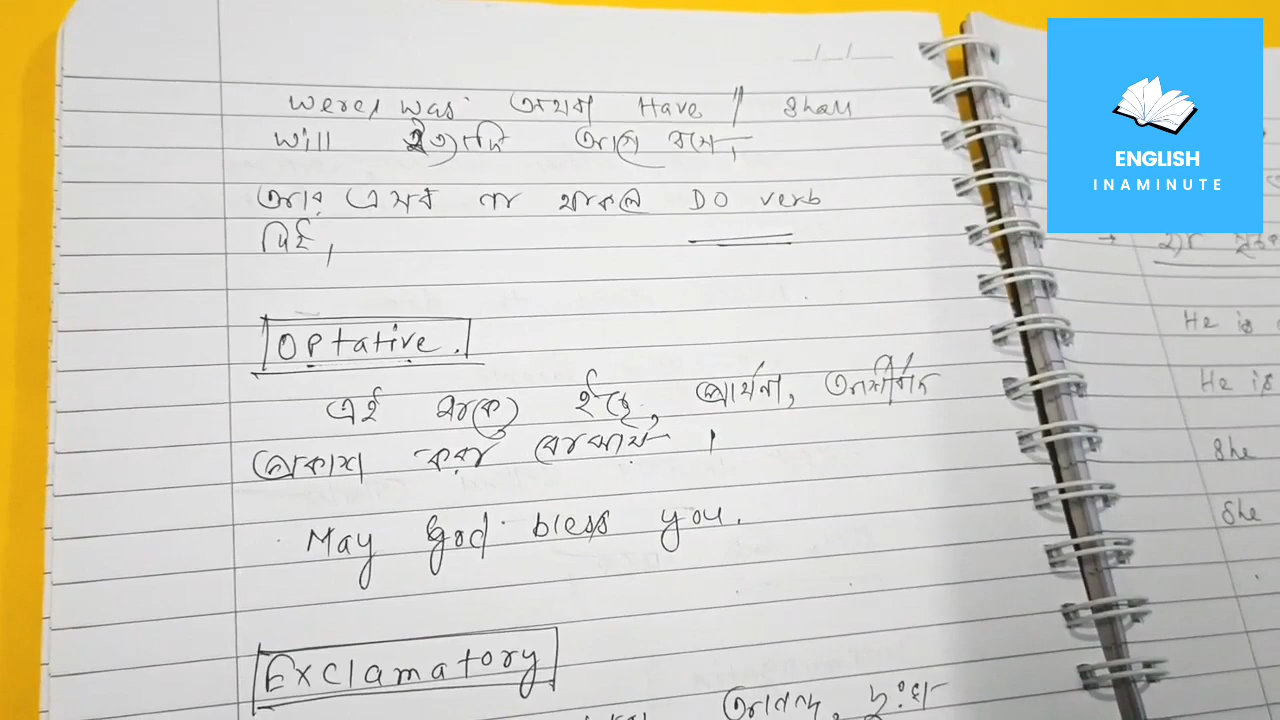 were/ was অথবা Have / shall
will ইত্যাদি আগে বসে,
আর এসব না থাকলে DO verb
দিই,
Optative.
এই বাক্যে ইচ্ছে, প্রার্থনা, আশীর্বাদ
প্রকাশ করা বোঝায় ।
May God bless you.
Exclamatory
আনন্দ, দুঃখ
He is
He is
She
She
ENGLISH
INAMINUTE